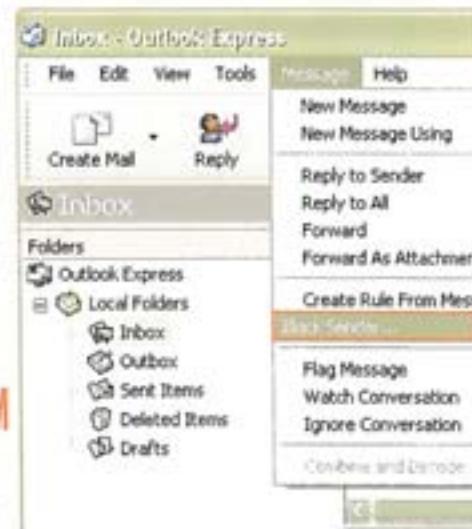 Inbox - Outlook Express
File Edit View Tools Message Help
Create Mail
Reply
Inbox
Folders
Outlook Express
Local Folders
Inbox
Outbox
Sent Items
Deleted Items
Drafts
New Message
New Message Using
Reply to Sender
Reply to All
Forward
Forward As Attachmen
Create Rule From Mess
Block Sender...
Flag Message
Watch Conversation
Ignore Conversation
Combine and Decode
M